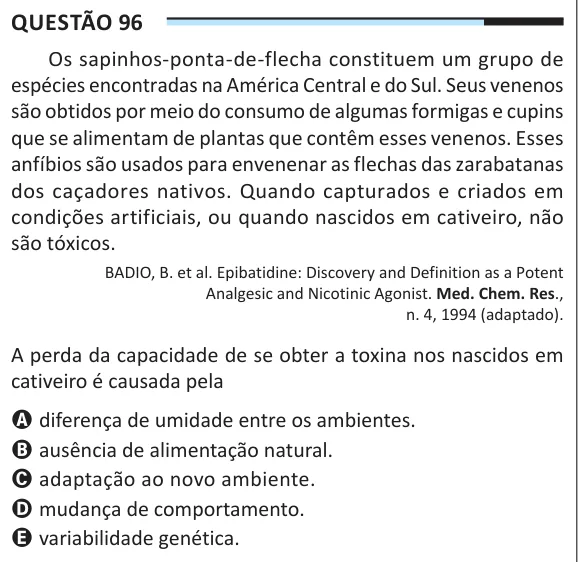 QUESTÃO 96
Os sapinhos-ponta-de-flecha constituem um grupo de
espécies encontradas na América Central e do Sul. Seus venenos
são obtidos por meio do consumo de algumas formigas e cupins
que se alimentam de plantas que contêm esses venenos. Esses
anfíbios são usados para envenenar as flechas das zarabatanas
dos caçadores nativos. Quando capturados e criados em
condições artificiais, ou quando nascidos em cativeiro, não
são tóxicos.
BADIO, B. et al. Epibatidine: Discovery and Definition as a Potent
Analgesic and Nicotinic Agonist. Med. Chem. Res.,
n. 4, 1994 (adaptado).
A perda da capacidade de se obter a toxina nos nascidos em
cativeiro é causada pela
A diferença de umidade entre os ambientes.
B ausência de alimentação natural.
C adaptação ao novo ambiente.
D mudança de comportamento.
E variabilidade genética.